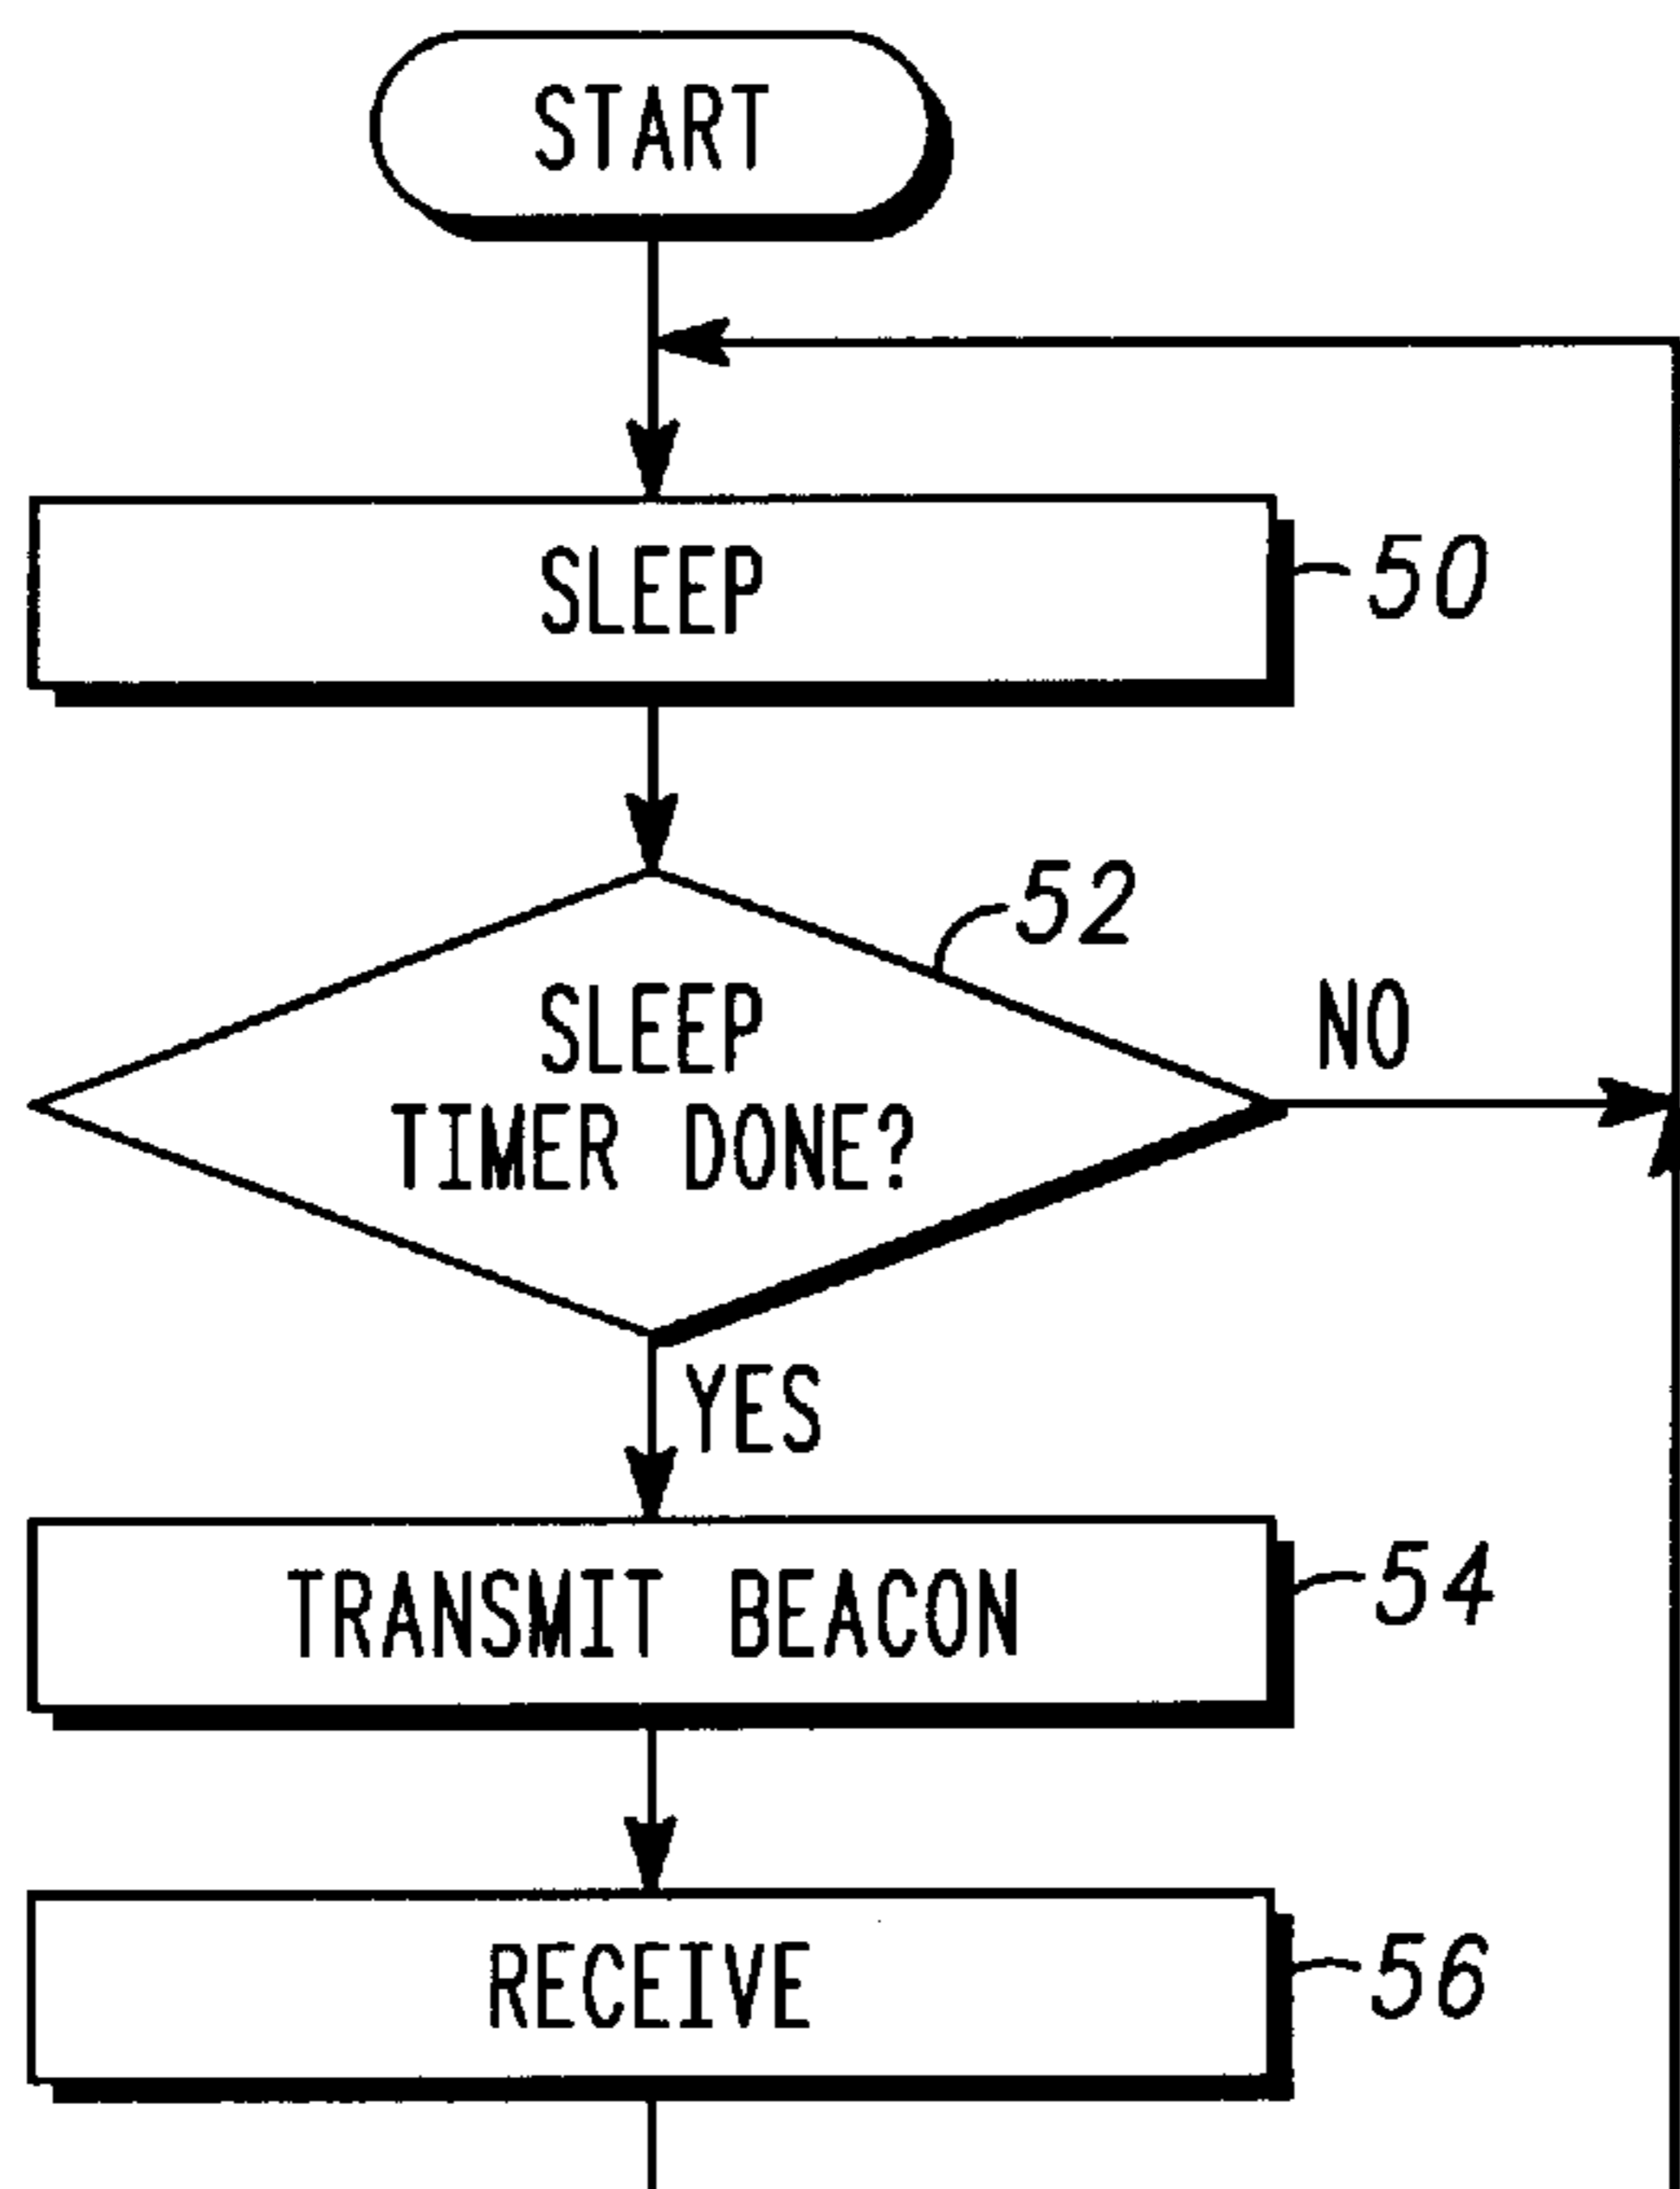 START
SLEEP
50
52
SLEEP
TIMER DONE?
NO
YES
TRANSMIT BEACON
54
RECEIVE
56